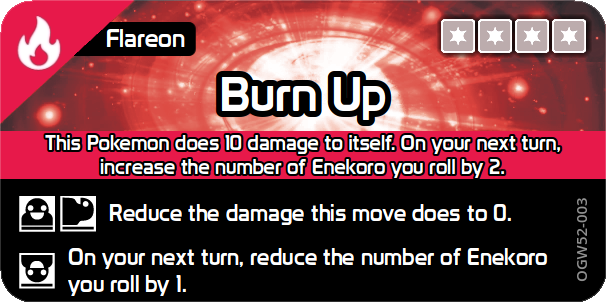 Flareon
Burn Up
This Pokemon does 10 damage to itself. On your next turn,
increase the number of Enekoro you roll by 2.
Reduce the damage this move does to 0.
On your next turn, reduce the number of Enekoro
you roll by 1.
OGW52-003